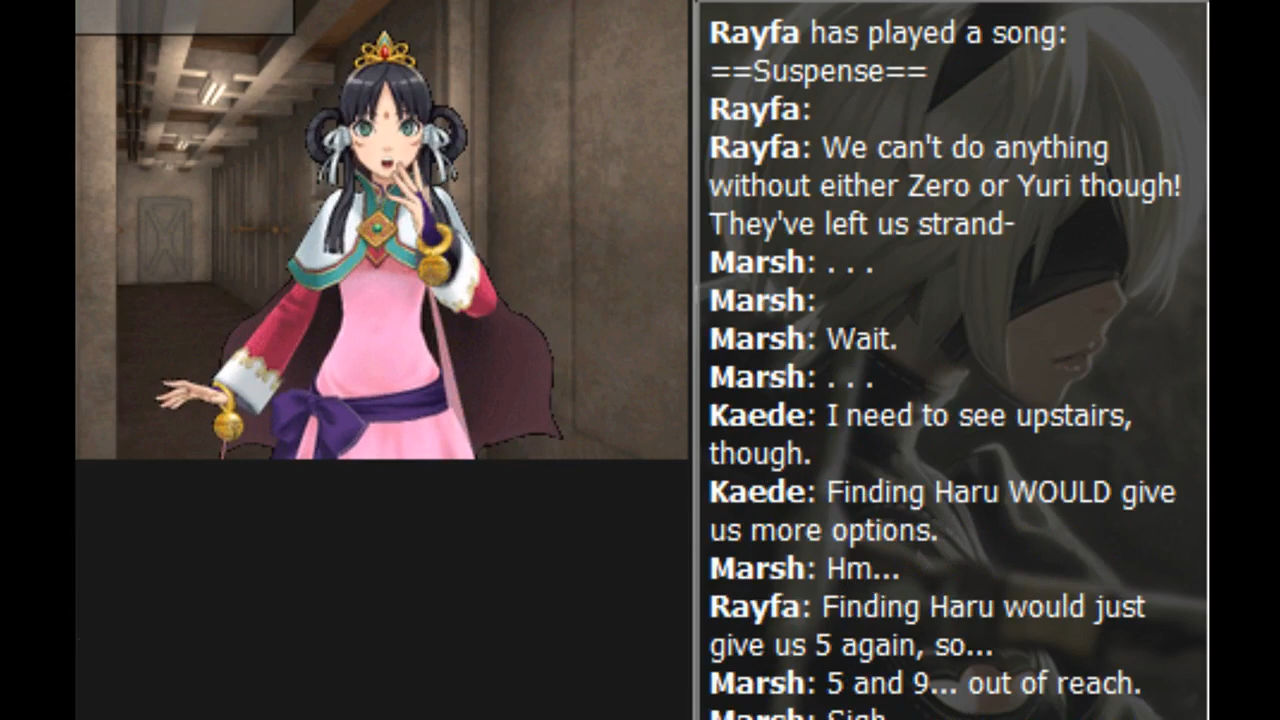 Rayfa has played a song:
==Suspense==
Rayfa:
Rayfa: We can't do anything
without either Zero or Yuri though!
They've left us strand-
Marsh: . . .
Marsh:
Marsh: Wait.
Marsh: . . .
Kaede: I need to see upstairs,
though.
Kaede: Finding Haru WOULD give
us more options.
Marsh: Hm...
Rayfa: Finding Haru would just
give us 5 again, so...
Marsh: 5 and 9... out of reach.
Marsh: Sigh